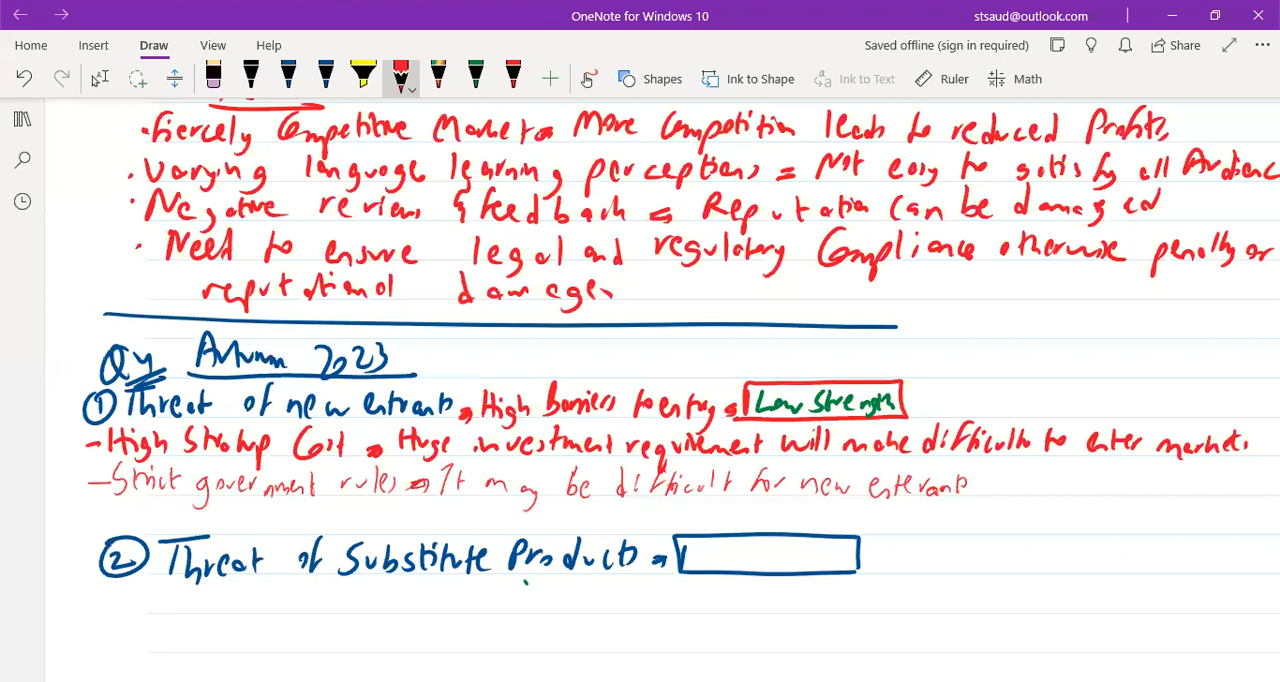 OneNote for Windows 10
stsaud@outlook.com
Home Insert Draw View Help
Saved offline (sign in required) Share
Shapes Ink to Shape Ink to Text Ruler Math
• Fiercely Competitive Market = More Competition leads to reduced Profits,
• Varying language learning perceptions = Not easy to satisfy all Audience
• Negative reviews & feedback = Reputation can be damaged
• Need to ensure legal and regulatory Compliance otherwise penalty or
reputational damages
Q4 Autumn 2023
① Threat of new entrants = High Barriers to entry = Low Strength
- High Startup Cost = Huge investment requirement will make difficult to enter market.
- Strict government rules = It may be difficult for new enterants
② Threat of Substitute Products =